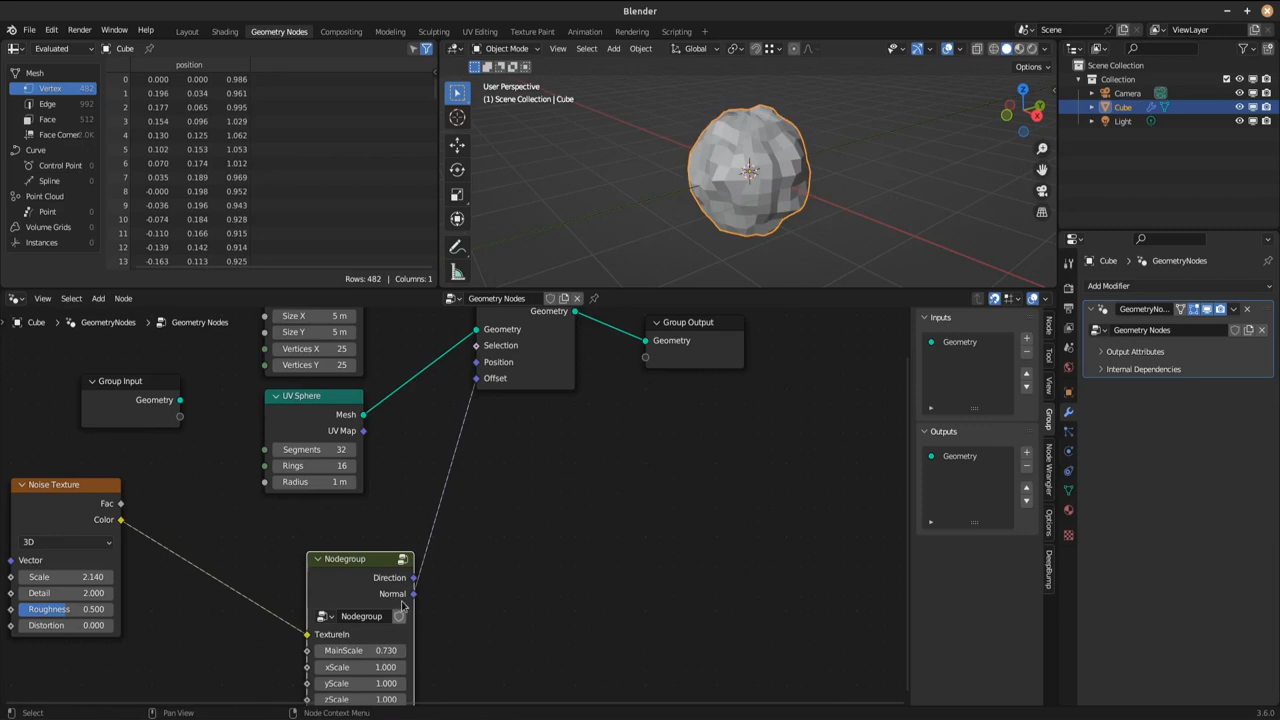 Blender
File Edit Render Window Help Layout Shading Geometry Nodes Compositing Modeling Sculpting UV Editing Texture Paint Animation Rendering Scripting Scene ViewLayer
Evaluated Cube
position
Mesh
Vertex 482
Edge 992
Face 512
Face Corner 2.0K
Curve
Control Point 0
Spline 0
Point Cloud
Point 0
Volume Grids 0
Instances 0
0 0.000 0.000 0.986
1 0.196 0.034 0.961
2 0.177 0.065 0.995
3 0.154 0.096 1.029
4 0.130 0.125 1.062
5 0.102 0.153 1.053
6 0.070 0.174 1.012
7 0.035 0.189 0.969
8 -0.000 0.198 0.952
9 -0.036 0.196 0.943
10 -0.074 0.184 0.928
11 -0.110 0.166 0.915
12 -0.139 0.142 0.914
13 -0.163 0.113 0.925
Rows: 482 | Columns: 1
Object Mode View Select Add Object Global
Options
User Perspective
(1) Scene Collection | Cube
Z
Y
X
Scene Collection
Collection
Camera
Cube
Light
Cube GeometryNodes
Add Modifier
GeometryNo...
Geometry Nodes
Output Attributes
Internal Dependencies
View Select Add Node Geometry Nodes
Cube GeometryNodes Geometry Nodes
Size X 5 m
Size Y 5 m
Vertices X 25
Vertices Y 25
Group Input
Geometry
UV Sphere
Mesh
UV Map
Segments 32
Rings 16
Radius 1 m
Geometry
Geometry
Selection
Position
Offset
Group Output
Geometry
Noise Texture
Fac
Color
3D
Vector
Scale 2.140
Detail 2.000
Roughness 0.500
Distortion 0.000
Nodegroup
Direction
Normal
Nodegroup
TextureIn
MainScale 0.730
xScale 1.000
yScale 1.000
zScale 1.000
Inputs
Geometry
Outputs
Geometry
Node
Tool
View
Group
Node Wrangler
Options
DeepBump
Select Pan View Node Context Menu 3.6.0